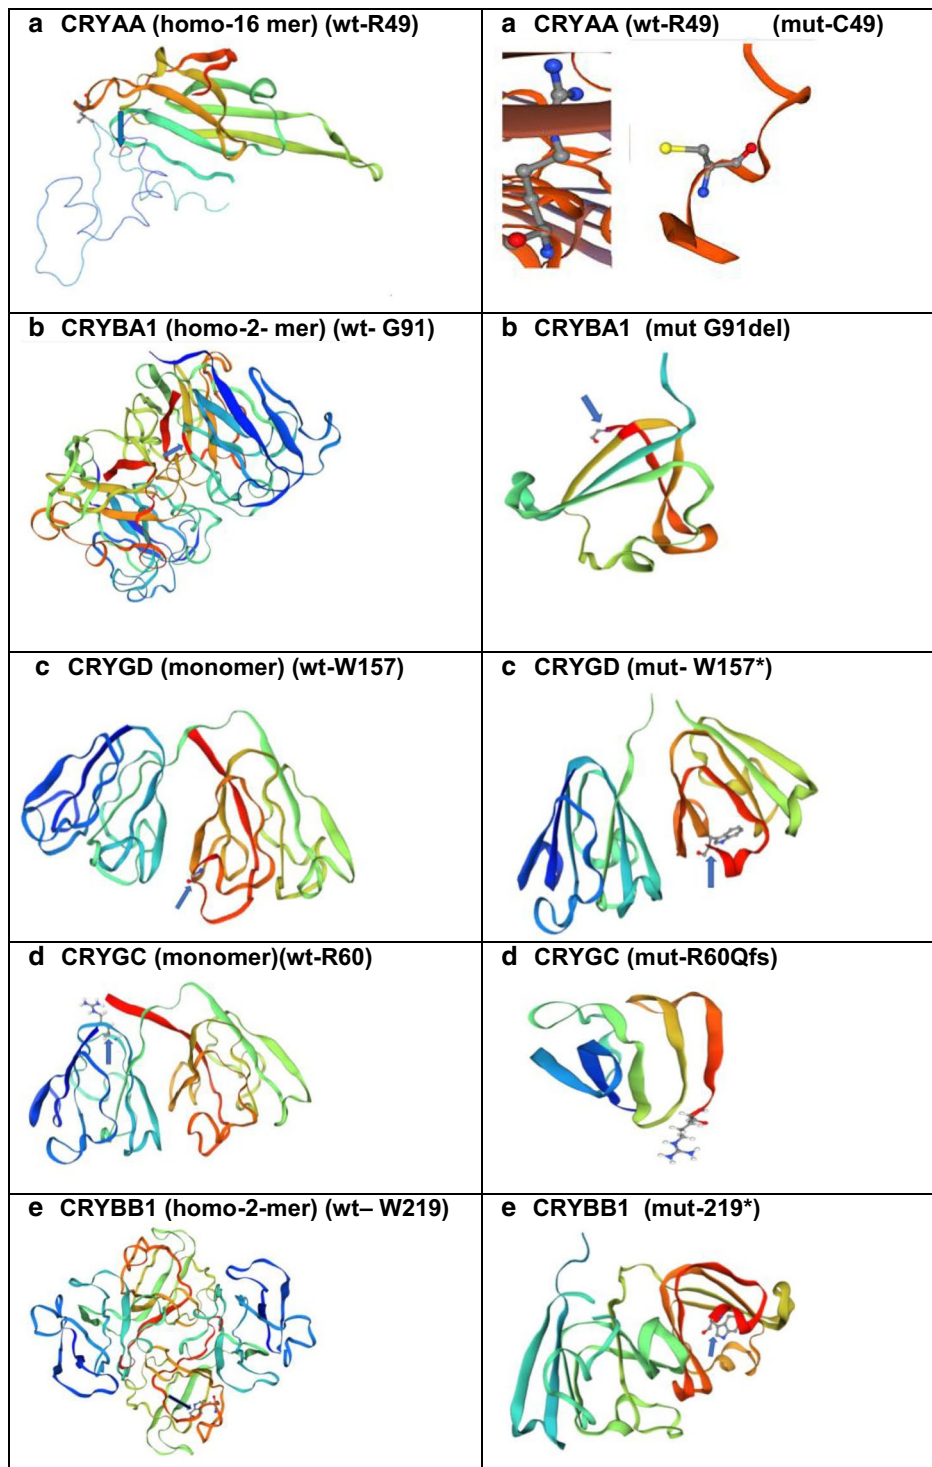 a CRYAA (homo-16 mer) (wt-R49)
a CRYAA (wt-R49) (mut-C49)
b CRYBA1 (homo-2- mer) (wt- G91)
b CRYBA1 (mut G91del)
c CRYGD (monomer) (wt-W157)
c CRYGD (mut- W157*)
d CRYGC (monomer)(wt-R60)
d CRYGC (mut-R60Qfs)
e CRYBB1 (homo-2-mer) (wt– W219)
e CRYBB1 (mut-219*)